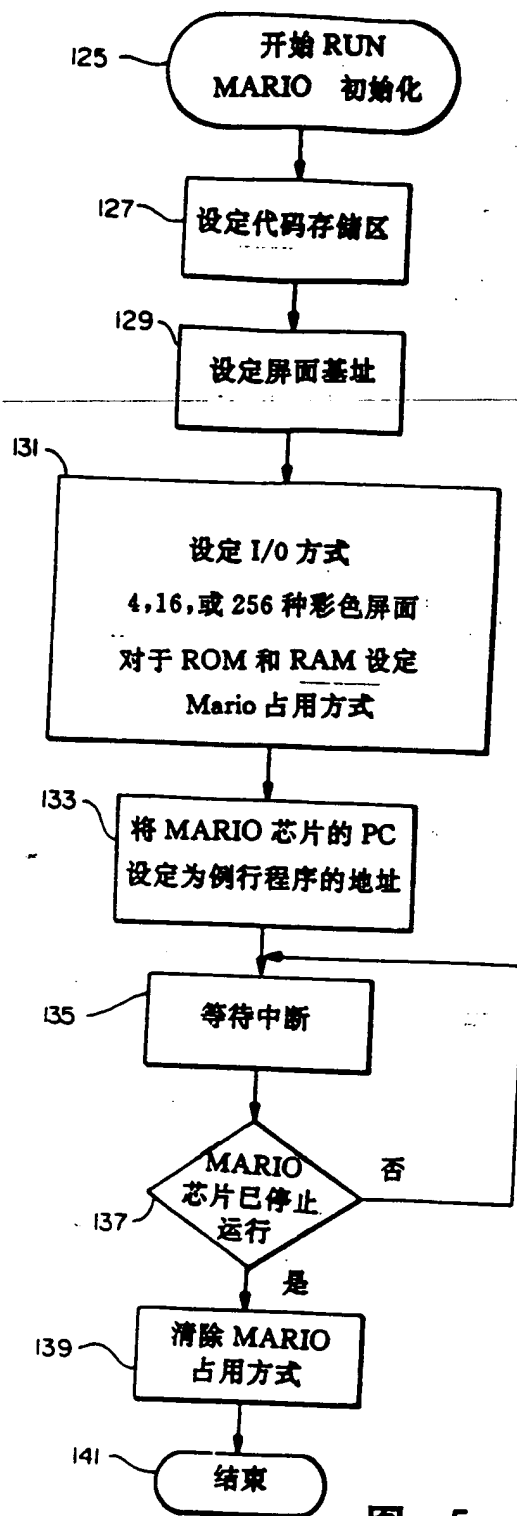 125
开始 RUN
MARIO 初始化
127
设定代码存储区
129
设定屏面基址
131
设定 I/0 方式
4,16,或 256 种彩色屏面
对于 ROM 和 RAM 设定
Mario 占用方式
133
将 MARIO 芯片的 PC
设定为例行程序的地址
135
等待中断
MARIO
芯片已停止
运行
否
137
是
139
清除 MARIO
占用方式
141
结束